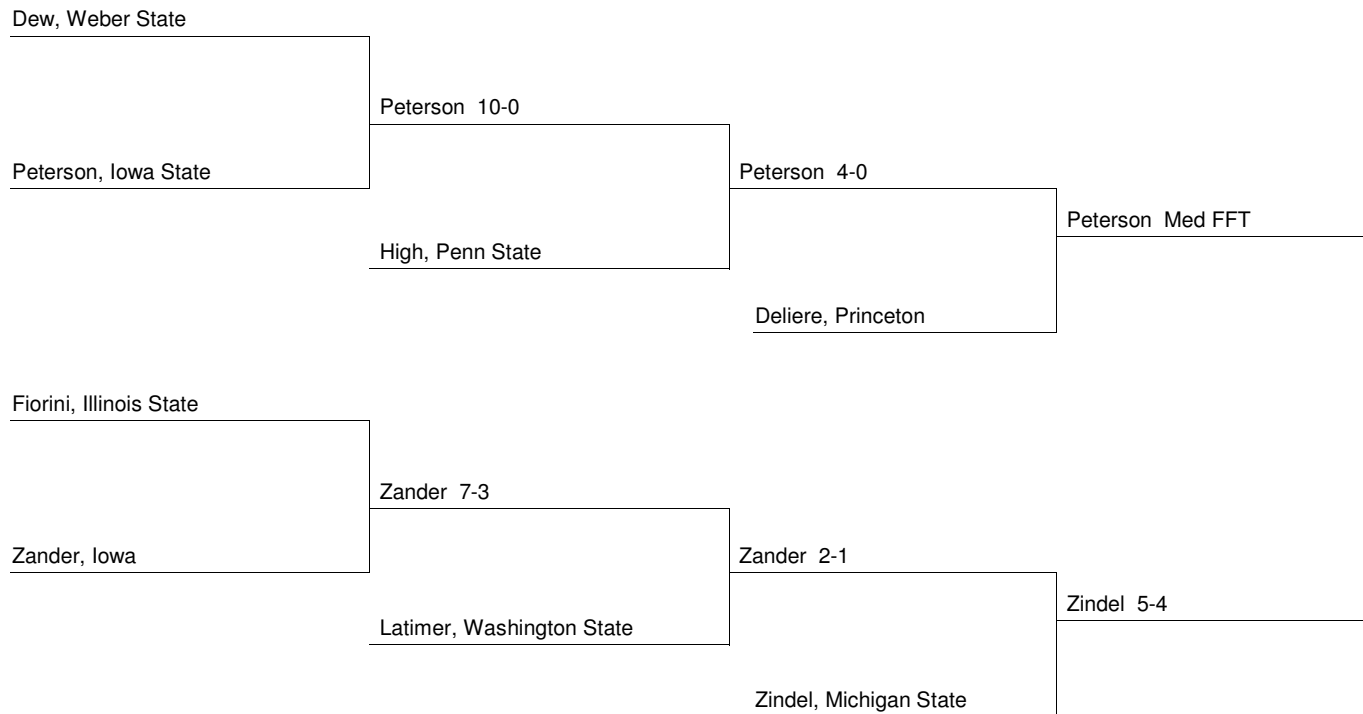 Dew, Weber State
Peterson 10-0
Peterson, Iowa State
Peterson 4-0
Peterson Med FFT
High, Penn State
Deliere, Princeton
Fiorini, Illinois State
Zander 7-3
Zander, Iowa
Zander 2-1
Zindel 5-4
Latimer, Washington State
Zindel, Michigan State